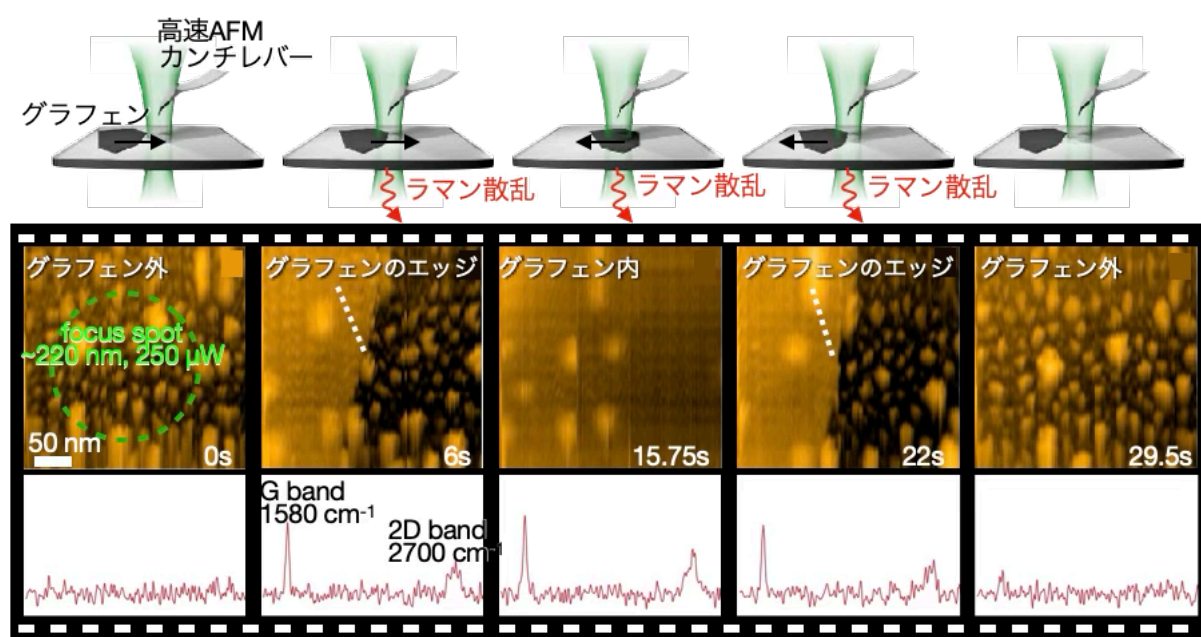 高速AFM
カンチレバー
グラフェン
ラマン散乱
ラマン散乱
ラマン散乱
グラフェン外
グラフェンのエッジ
グラフェン内
グラフェンのエッジ
グラフェン外
focus spot
~220 nm, 250 µW
50 nm
0s
6s
15.75s
22s
29.5s
G band
1580 cm-1
2D band
2700 cm-1